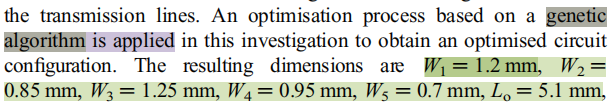 the transmission lines. An optimisation process based on a genetic
algorithm is applied in this investigation to obtain an optimised circuit
configuration. The resulting dimensions are W₁ = 1.2 mm, W₂ =
0.85 mm, W₃ = 1.25 mm, W₄ = 0.95 mm, W₅ = 0.7 mm, Lₒ = 5.1 mm,